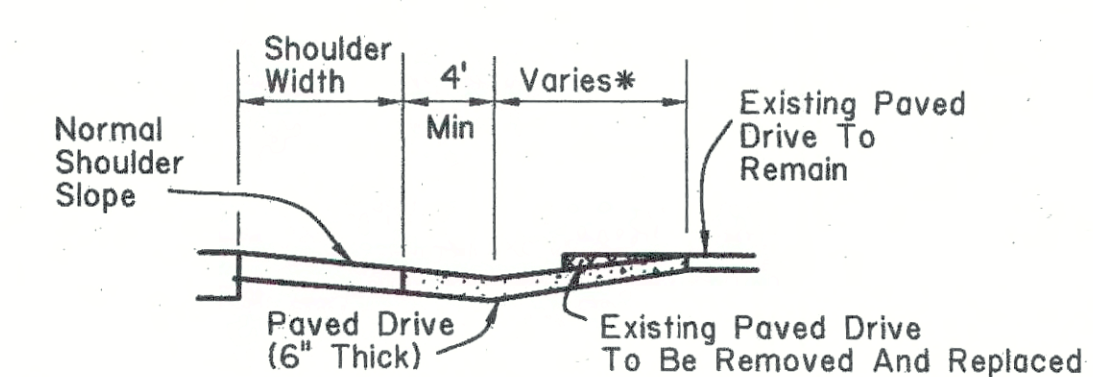 Shoulder
Width
4'
Min
Varies*
Existing Paved
Drive To
Remain
Normal
Shoulder
Slope
Paved Drive
(6" Thick)
Existing Paved Drive
To Be Removed And Replaced